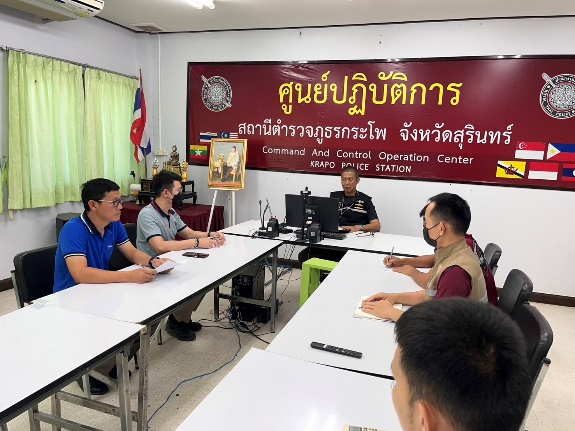 ศูนย์ปฏิบัติการ
สถานีตำรวจภูธรกระโพ จังหวัดสุรินทร์
Command And Control Operation Center
KRAPO POLICE STATION